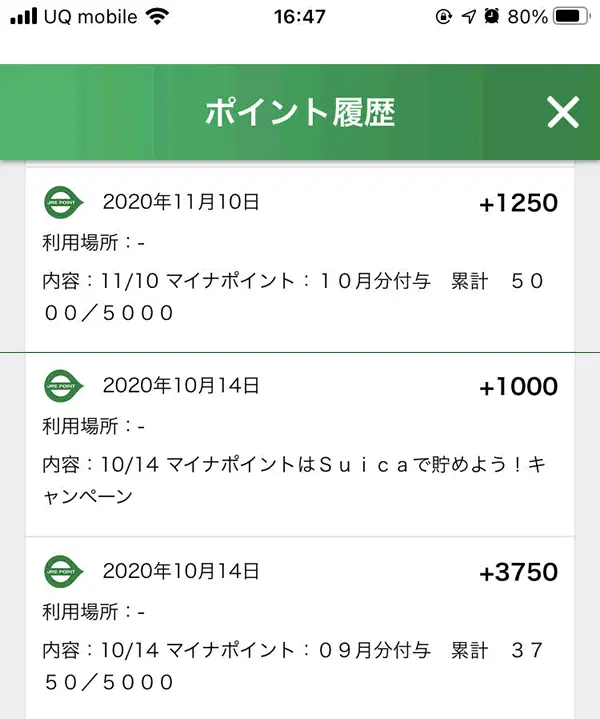 UQ mobile 16:47 80%
ポイント履歴
JRE POINT 2020年11月10日 +1250
利用場所：-
内容：11/10 マイナポイント：１０月分付与　累計　５０
００／５０００
JRE POINT 2020年10月14日 +1000
利用場所：-
内容：10/14 マイナポイントはＳｕｉｃａで貯めよう！キ
ャンペーン
JRE POINT 2020年10月14日 +3750
利用場所：-
内容：10/14 マイナポイント：０９月分付与　累計　３７
５０／５０００